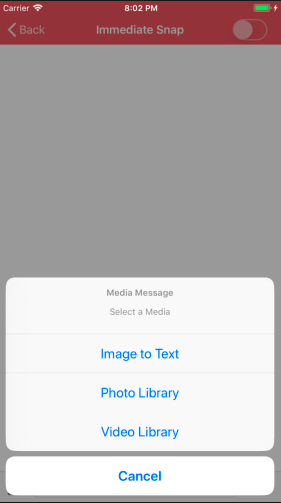 Carrier 8:02 PM
Back Immediate Snap
Media Message
Select a Media
Image to Text
Photo Library
Video Library
Cancel